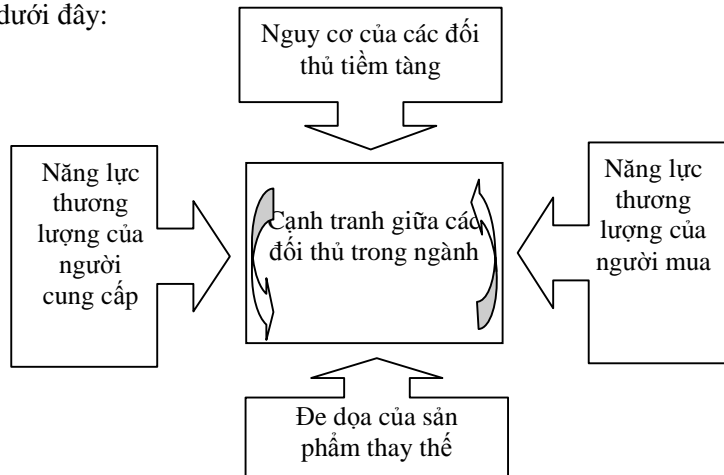 dưới đây:
Nguy cơ của các đối
thủ tiềm tàng
Năng lực
thương
lượng của
người
cung cấp
Cạnh tranh giữa các
đối thủ trong ngành
Năng lực
thương
lượng của
người mua
Đe dọa của sản
phẩm thay thế